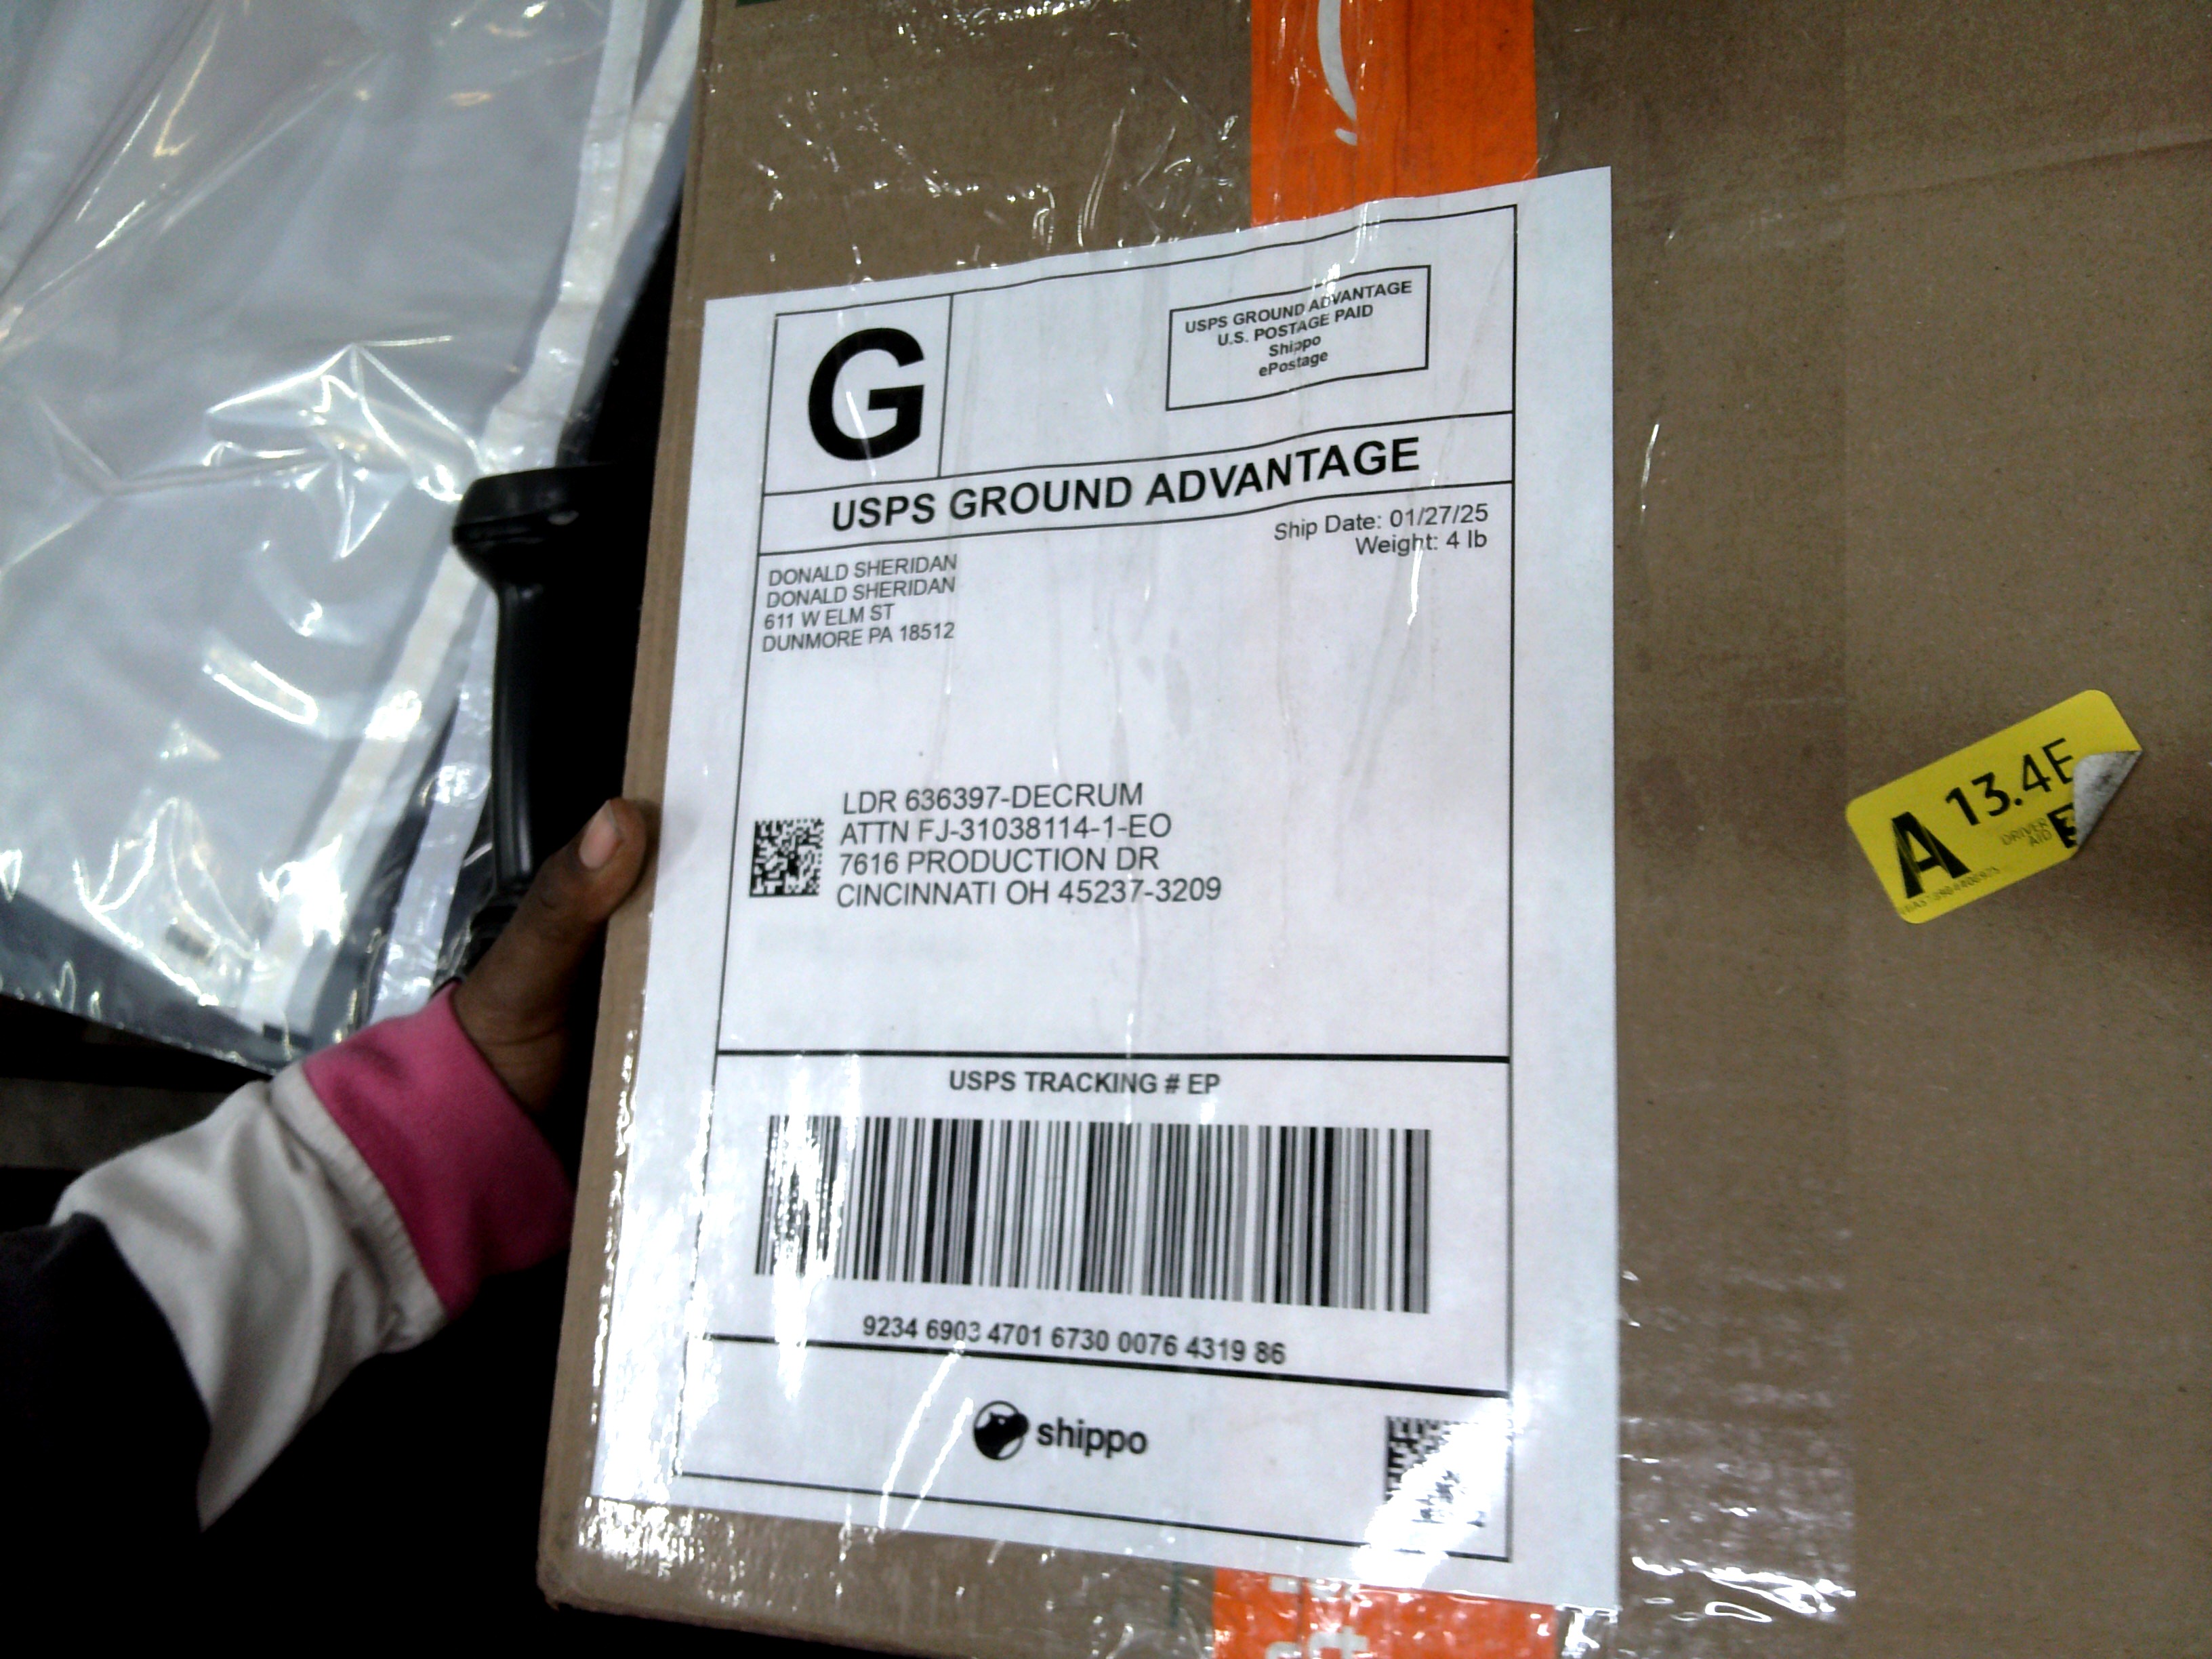 G
USPS GROUND ADVANTAGE
U.S. POSTAGE PAID
Shippo
ePostage
USPS GROUND ADVANTAGE
Ship Date: 01/27/25
Weight: 4 lb
DONALD SHERIDAN
DONALD SHERIDAN
611 W ELM ST
DUNMORE PA 18512
LDR 636397-DECRUM
ATTN FJ-31038114-1-EO
7616 PRODUCTION DR
CINCINNATI OH 45237-3209
USPS TRACKING # EP
9234 6903 4701 6730 0076 4319 86
shippo
A 13.4E
DRIVER
AID